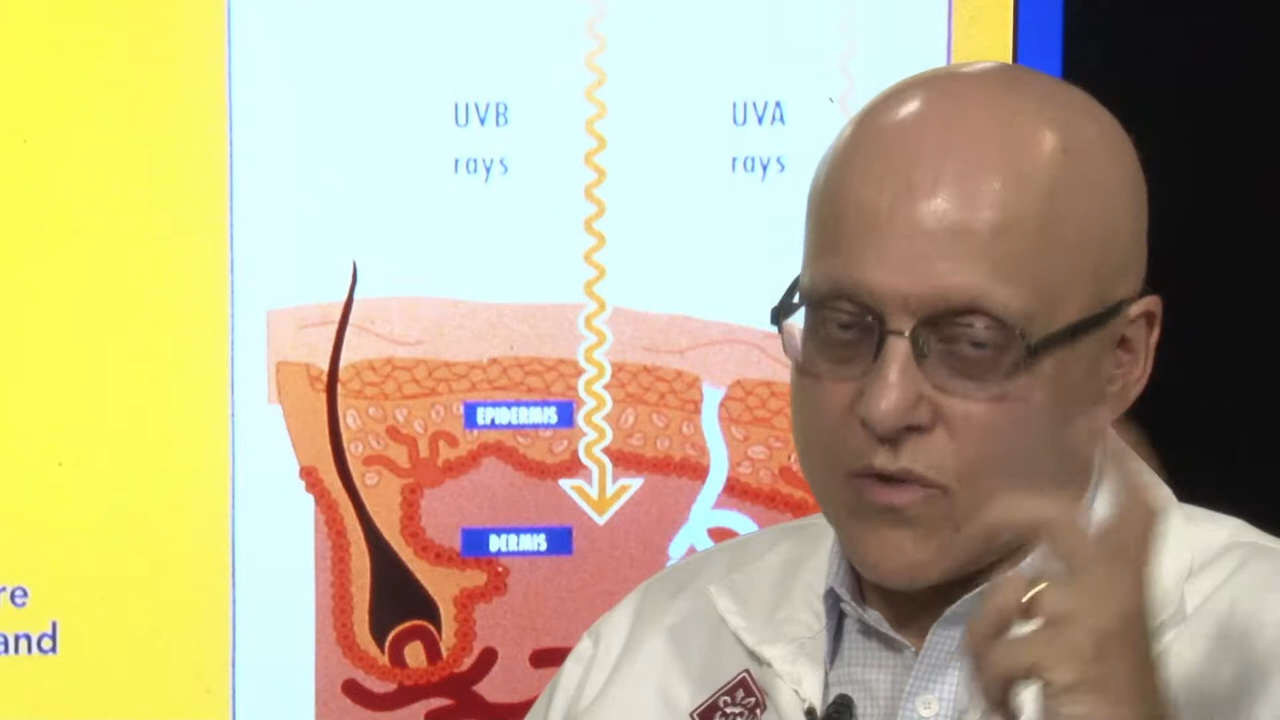 UVB
rays
UVA
rays
EPIDERMIS
DERMIS
re
and